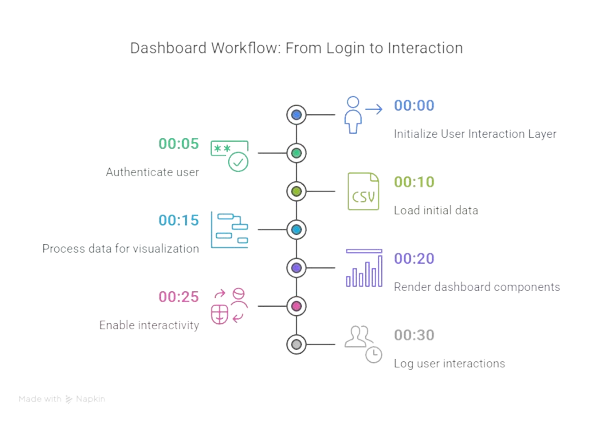 Dashboard Workflow: From Login to Interaction
00:00
Initialize User Interaction Layer
00:05
**
Authenticate user
00:10
CSV
Load initial data
00:15
Process data for visualization
00:20
Render dashboard components
00:25
Enable interactivity
00:30
Log user interactions
Made with Napkin